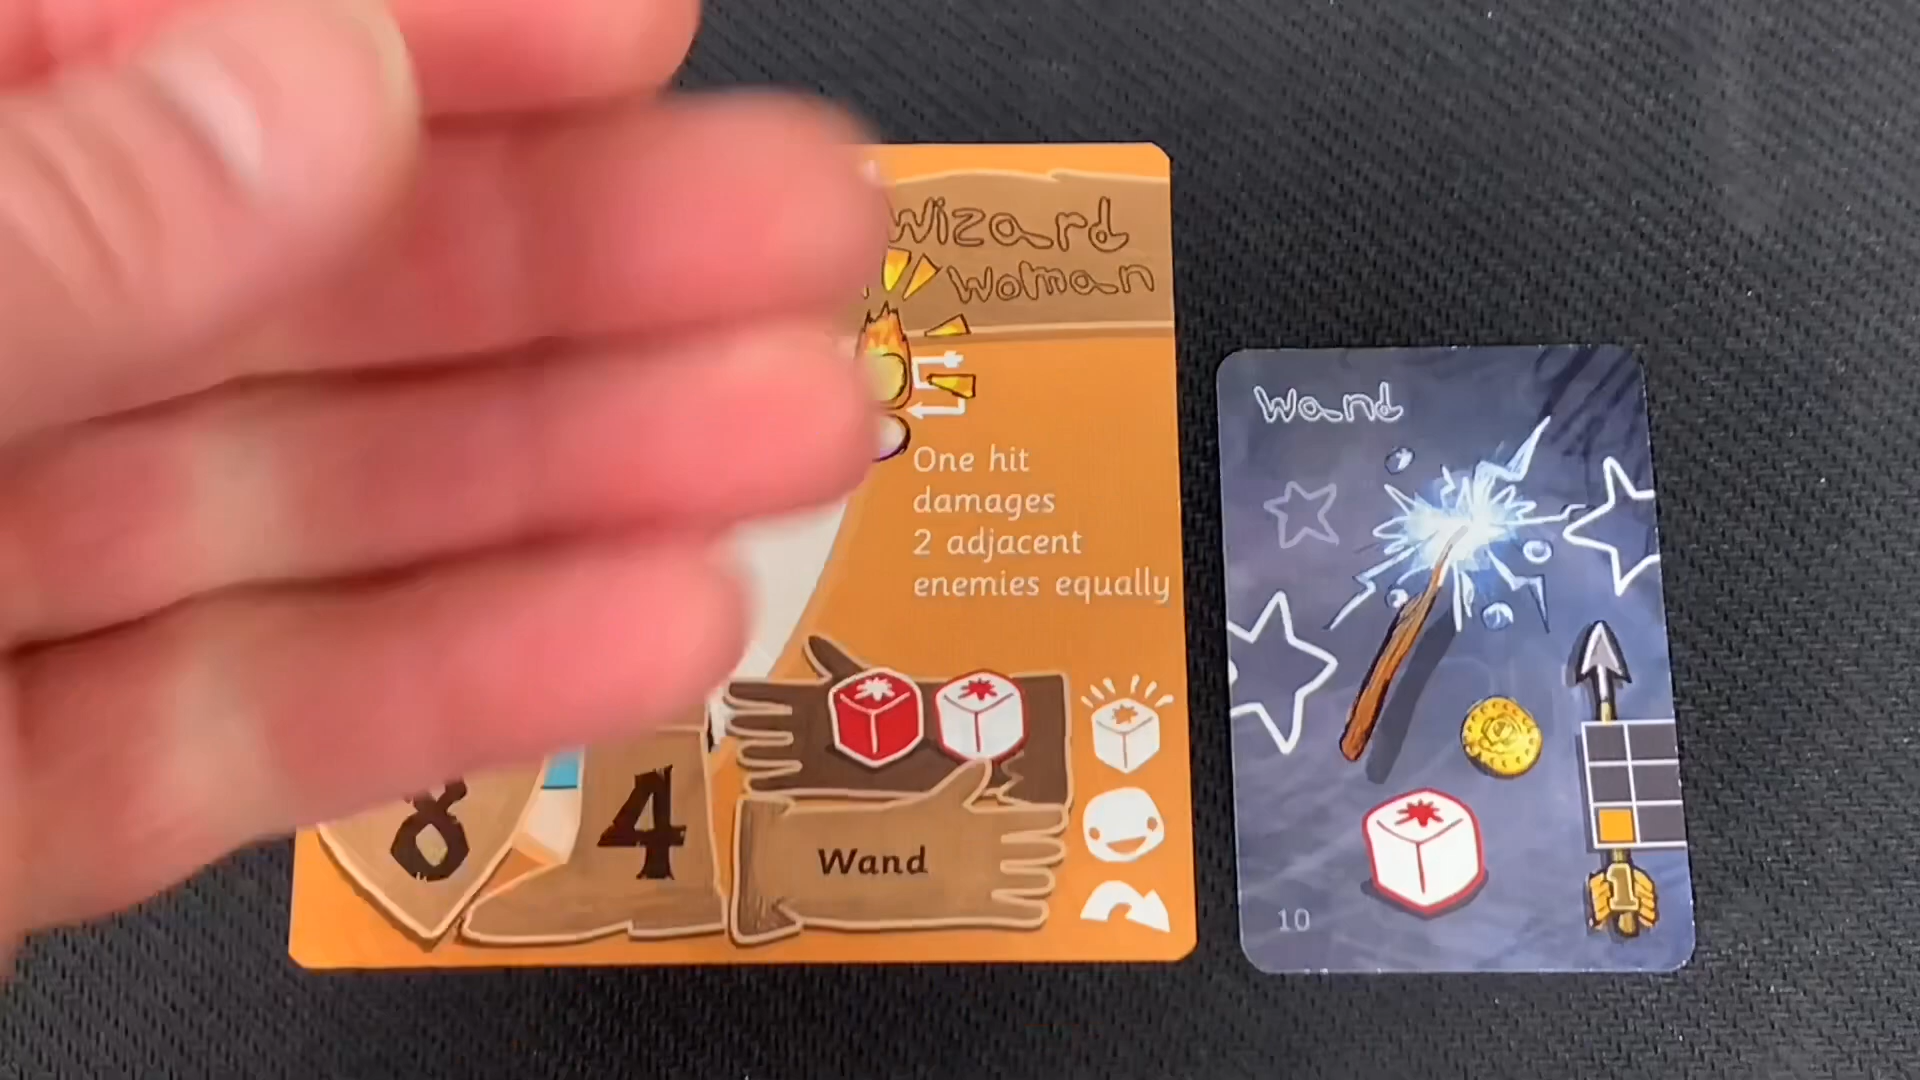 Wizard
Woman
One hit
damages
2 adjacent
enemies equally
8
4
Wand
Wand
10
1